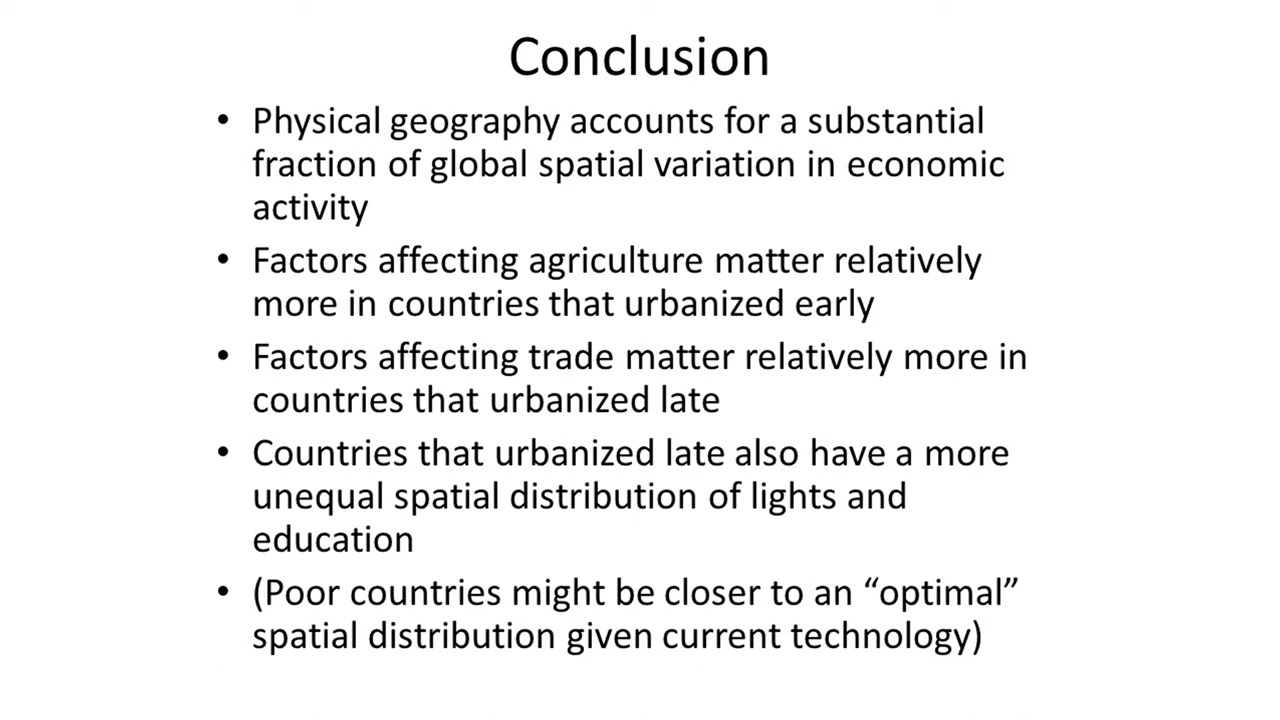 Conclusion
• Physical geography accounts for a substantial
fraction of global spatial variation in economic
activity
• Factors affecting agriculture matter relatively
more in countries that urbanized early
• Factors affecting trade matter relatively more in
countries that urbanized late
• Countries that urbanized late also have a more
unequal spatial distribution of lights and
education
• (Poor countries might be closer to an “optimal”
spatial distribution given current technology)